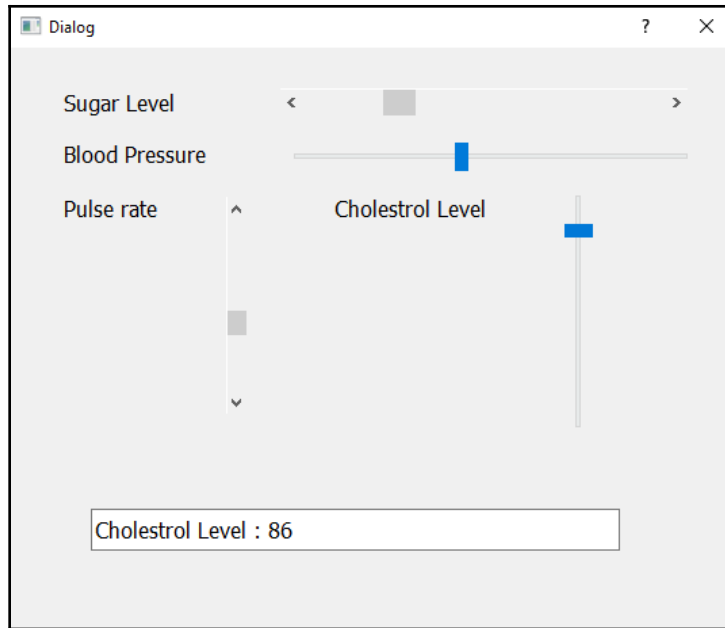 Dialog ?
Sugar Level
Blood Pressure
Pulse rate Cholestrol Level
Cholestrol Level : 86